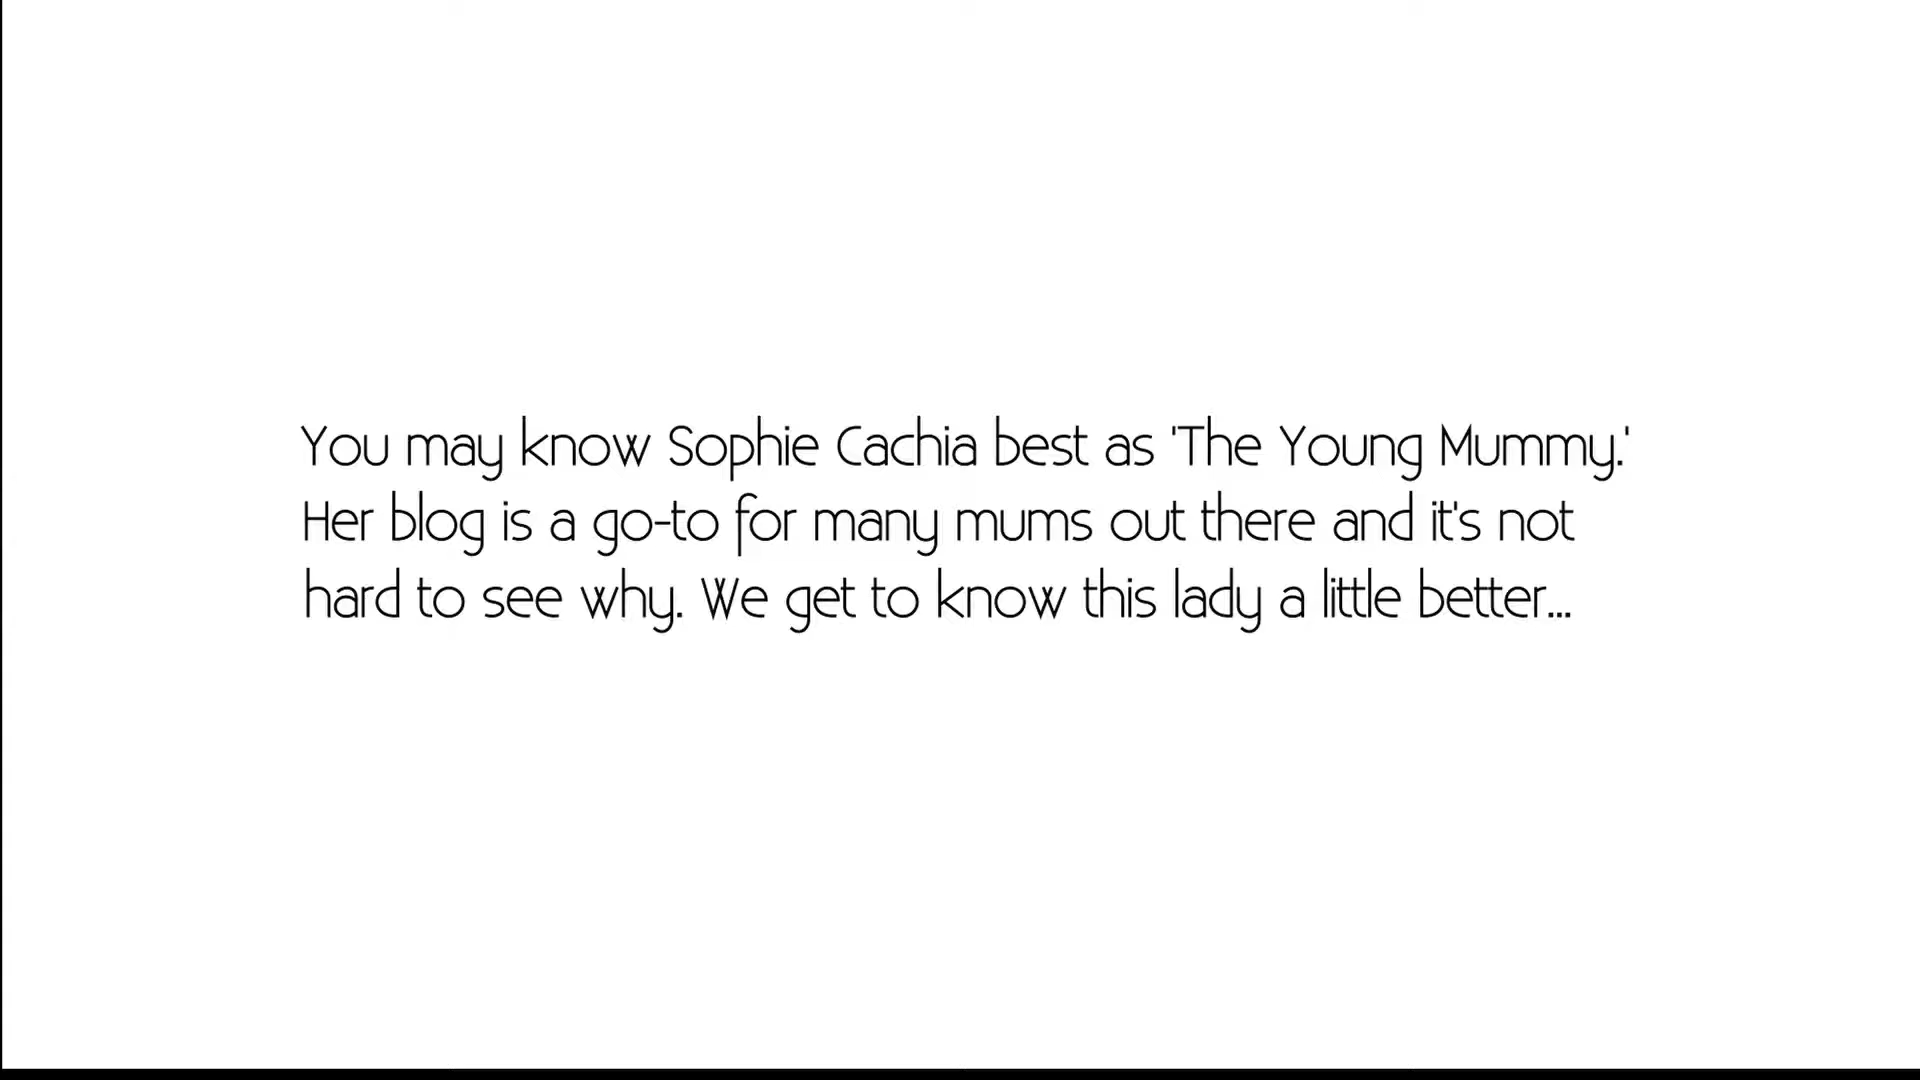 You may know Sophie Cachia best as 'The Young Mummy.'
Her blog is a go-to for many mums out there and it's not
hard to see why. We get to know this lady a little better...